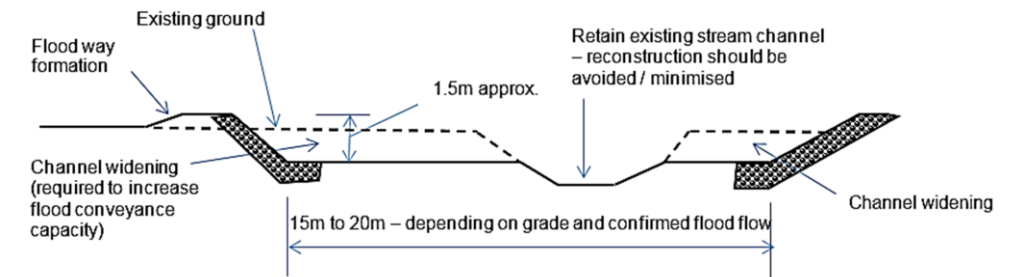 Existing ground
Flood way
formation
Retain existing stream channel
– reconstruction should be
avoided / minimised
1.5m approx.
Channel widening
(required to increase
flood conveyance
capacity)
Channel widening
15m to 20m – depending on grade and confirmed flood flow